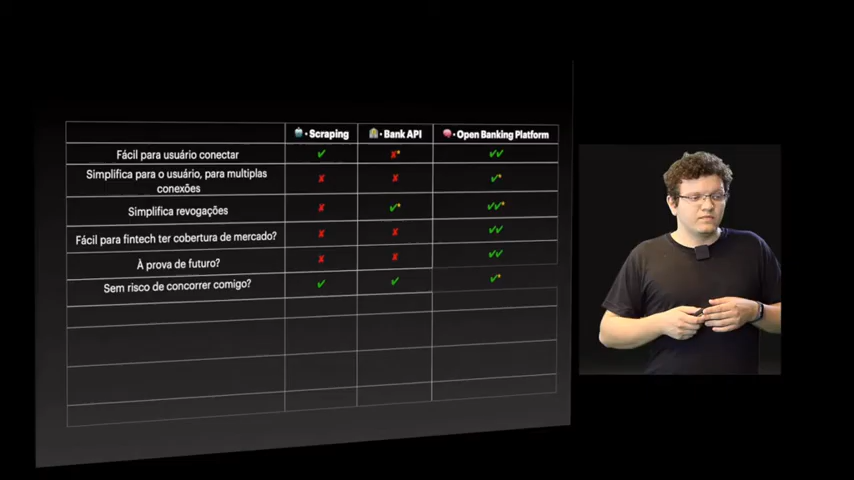 Scraping Bank API Open Banking Platform
Fácil para usuário conectar
Simplifica para o usuário, para multiplas
conexões
Simplifica revogações
Fácil para fintech ter cobertura de mercado?
À prova de futuro?
Sem risco de concorrer comigo?